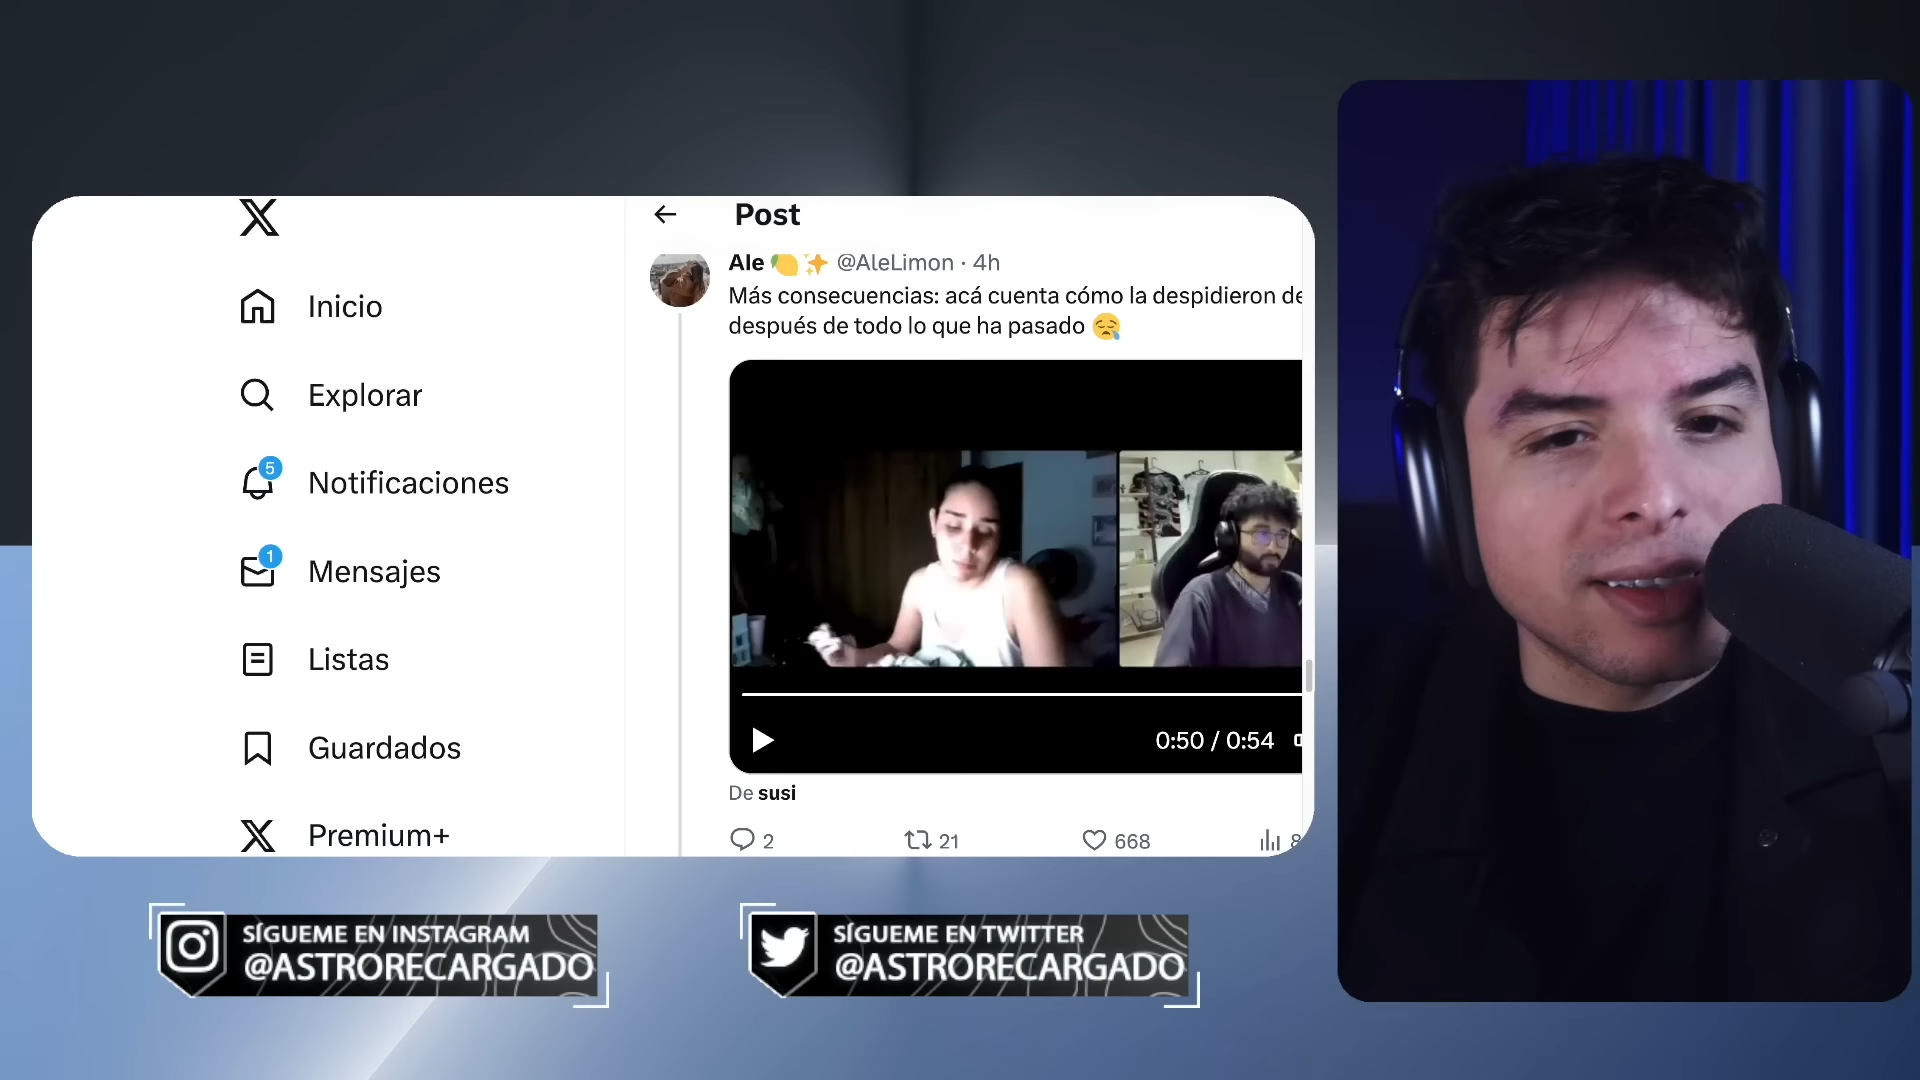 Inicio
Explorar
5
Notificaciones
1
Mensajes
Listas
Guardados
Premium+
Post
Ale @AleLimon · 4h
Más consecuencias: acá cuenta cómo la despidieron de
después de todo lo que ha pasado
0:50 / 0:54
De susi
2
21
668
8
SÍGUEME EN INSTAGRAM
@ASTRORECARGADO
SÍGUEME EN TWITTER
@ASTRORECARGADO